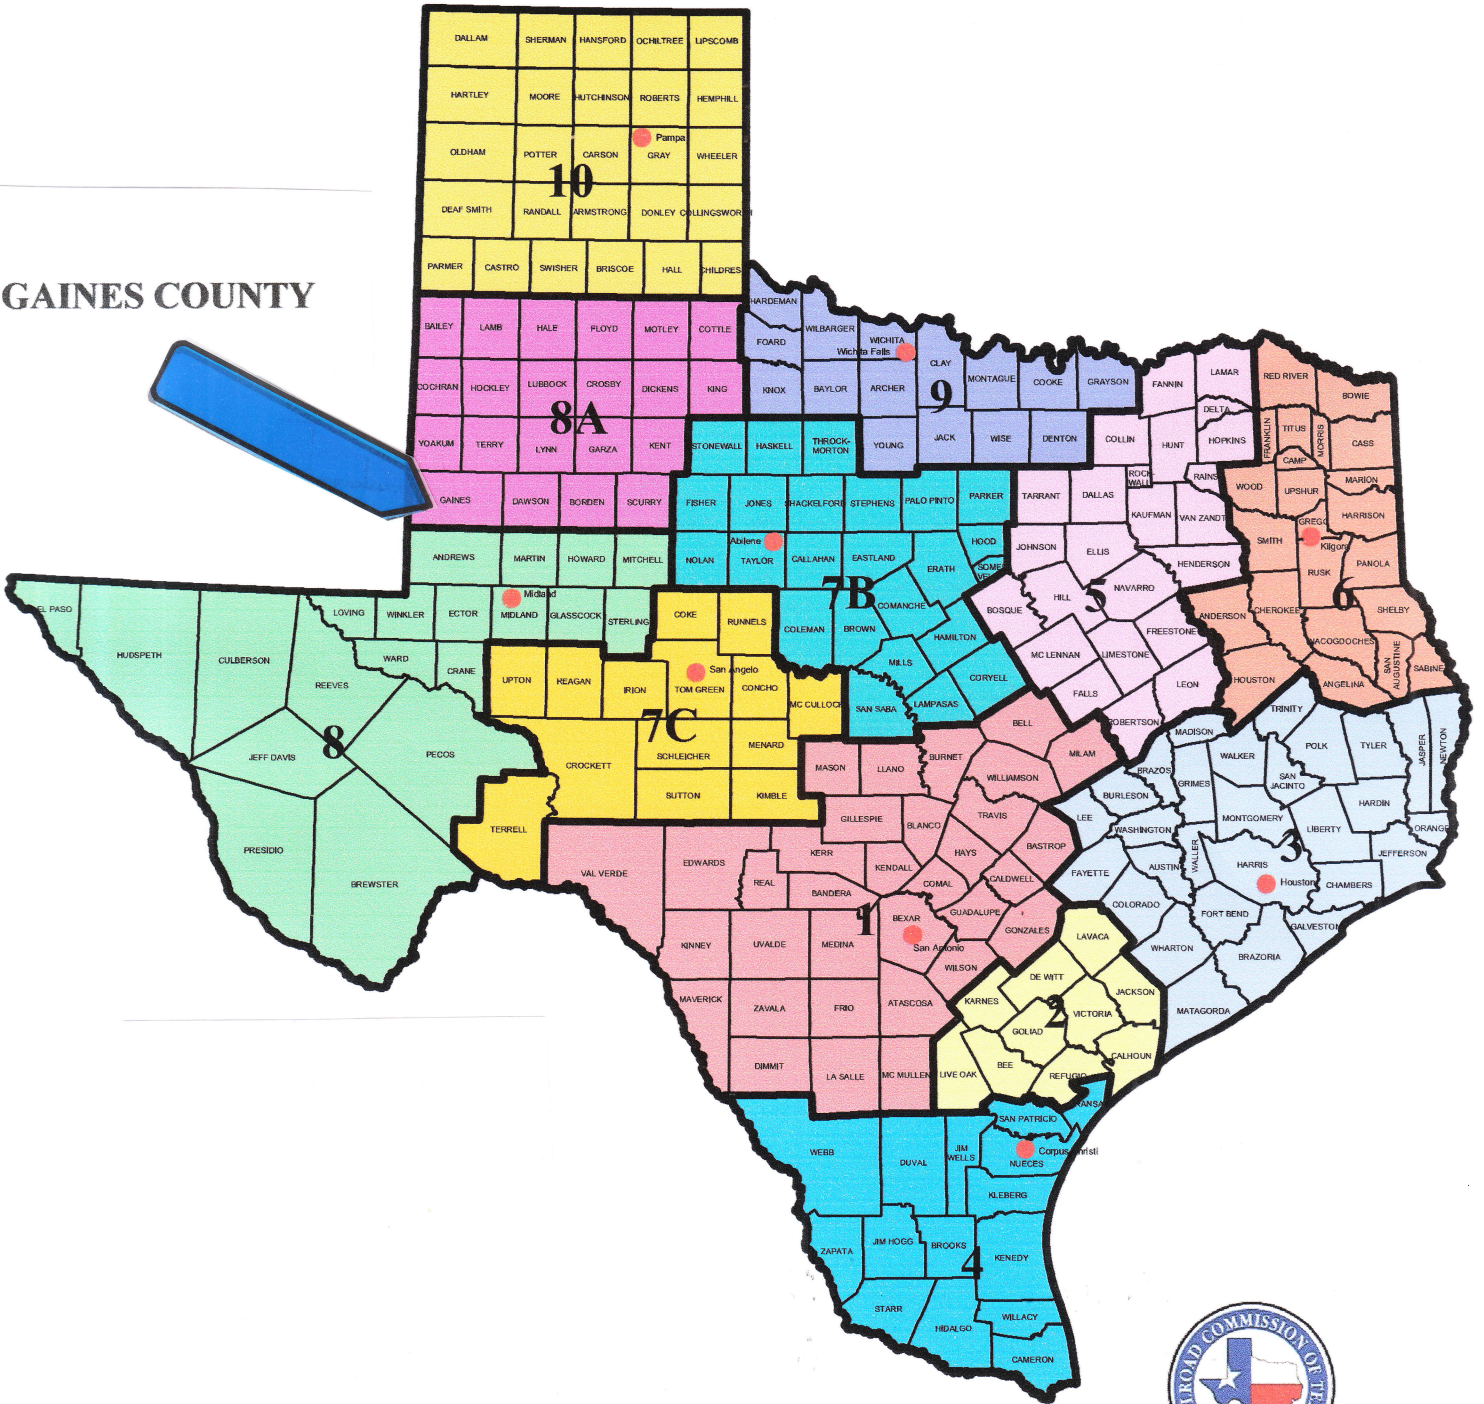 DALLAM SHERMAN HANSFORD OCHILTREE LIPSCOMB
HARTLEY MOORE HUTCHINSON ROBERTS HEMPHILL
Pampa
OLDHAM POTTER CARSON GRAY WHEELER
10
DEAF SMITH RANDALL ARMSTRONG DONLEY
PARMER CASTRO SWISHER BRISCOE HALL
GAINES COUNTY
BAILEY LAMB HALE FLOYD MOTLEY COTTLE
COCHRAN HOCKLEY LUBBOCK CROSBY DICKENS KING
8A
YOAKUM TERRY LYNN GARZA KENT
GAINES DAWSON BORDEN SCURRY
HARDEMAN
FOARD WILBARGER WICHITA
Wichita Falls
CLAY
KNOX BAYLOR ARCHER MONTAGUE COOKE GRAYSON
9
YOUNG JACK WISE DENTON
STONEWALL HASKELL THROCK-
MORTON
FISHER JONES SHACKELFORD STEPHENS PALO PINTO PARKER
Abilene
NOLAN TAYLOR CALLAHAN EASTLAND HOOD
ERATH
7B
COMANCHE
COLEMAN BROWN HAMILTON
MILLS
CORYELL
SAN SABA LAMPASAS
FANNIN LAMAR
DELTA
COLLIN HUNT HOPKINS
ROCK
WALL
RAINS
TARRANT DALLAS
KAUFMAN VAN ZANDT
JOHNSON ELLIS
HENDERSON
BOSQUE HILL NAVARRO
5
FREESTONE
MC LENNAN LIMESTONE
FALLS LEON
ROBERTSON
RED RIVER
BOWIE
FRANKLIN TITUS MORRIS CASS
CAMP
WOOD UPSHUR MARION
HARRISON
GREGG
SMITH Kilgore
RUSK PANOLA
6
ANDERSON CHEROKEE SHELBY
NACOGDOCHES
SAN
AUGUSTINE
SABINE
HOUSTON ANGELINA
ANDREWS MARTIN HOWARD MITCHELL
Midland
EL PASO LOVING WINKLER ECTOR MIDLAND GLASSCOCK STERLING
HUDSPETH CULBERSON WARD CRANE
REEVES
8
JEFF DAVIS PECOS
PRESIDIO
BREWSTER
COKE RUNNELS
San Angelo
UPTON REAGAN IRION TOM GREEN CONCHO
MC CULLOCH
7C
CROCKETT SCHLEICHER MENARD
SUTTON KIMBLE
TERRELL
BELL
MILAM
MASON LLANO BURNET
WILLIAMSON
GILLESPIE BLANCO TRAVIS
VAL VERDE EDWARDS KERR HAYS BASTROP
KENDALL
REAL BANDERA COMAL CALDWELL
1
BEXAR GUADALUPE
San Antonio
GONZALES
KINNEY UVALDE MEDINA
WILSON
MAVERICK ZAVALA FRIO ATASCOSA
DIMMIT LA SALLE MC MULLEN
TRINITY
MADISON
POLK TYLER JASPER NEWTON
WALKER
BRAZOS GRIMES SAN
JACINTO
BURLESON
HARDIN
LEE WASHINGTON MONTGOMERY LIBERTY ORANGE
3
AUSTIN WALLER HARRIS JEFFERSON
Houston
FAYETTE CHAMBERS
COLORADO FORT BEND
GALVESTON
WHARTON BRAZORIA
MATAGORDA
LAVACA
DE WITT
KARNES JACKSON
2
GOLIAD VICTORIA
LIVE OAK BEE CALHOUN
REFUGIO
SAN PATRICIO
WEBB DUVAL JIM
WELLS
NUECES
KLEBERG
ZAPATA JIM HOGG BROOKS KENEDY
4
STARR HIDALGO WILLACY
CAMERON